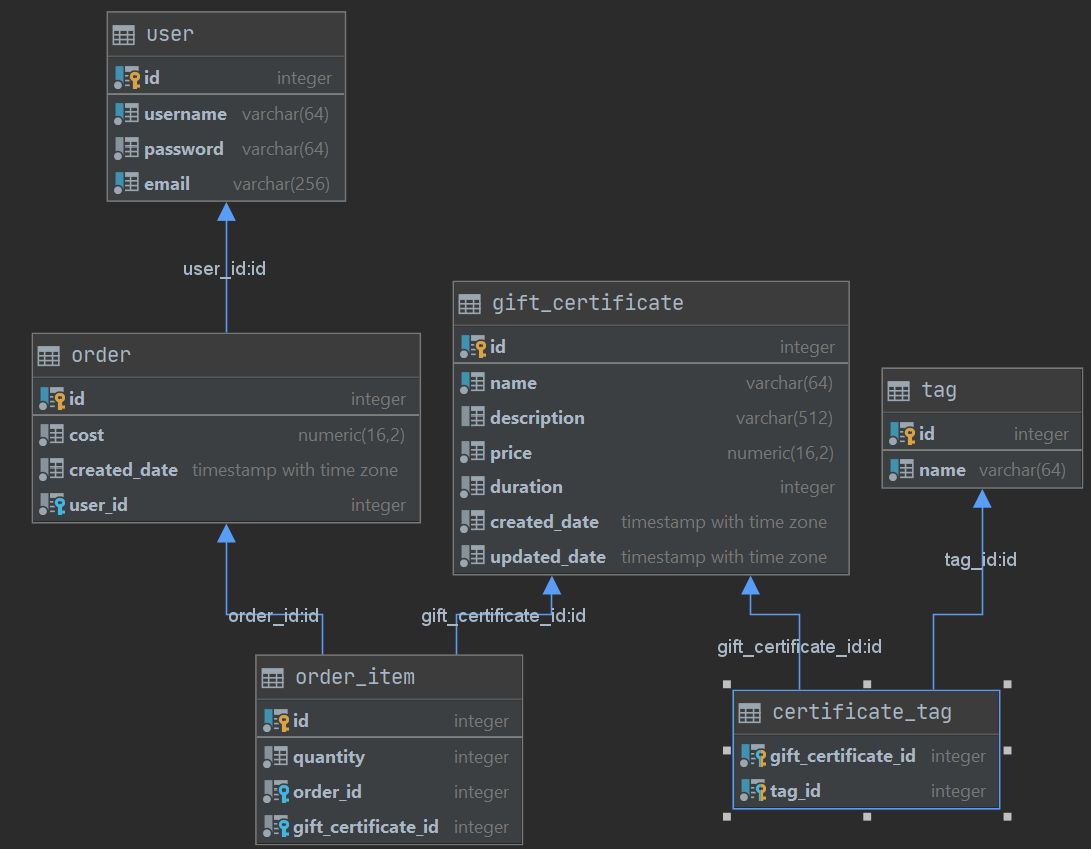 user
id integer
username varchar(64)
password varchar(64)
email varchar(256)
user_id:id
order
id integer
cost numeric(16,2)
created_date timestamp with time zone
user_id integer
gift_certificate
id integer
name varchar(64)
description varchar(512)
price numeric(16,2)
duration integer
created_date timestamp with time zone
updated_date timestamp with time zone
tag
id integer
name varchar(64)
order_id:id
gift_certificate_id:id
gift_certificate_id:id
tag_id:id
order_item
id integer
quantity integer
order_id integer
gift_certificate_id integer
certificate_tag
gift_certificate_id integer
tag_id integer